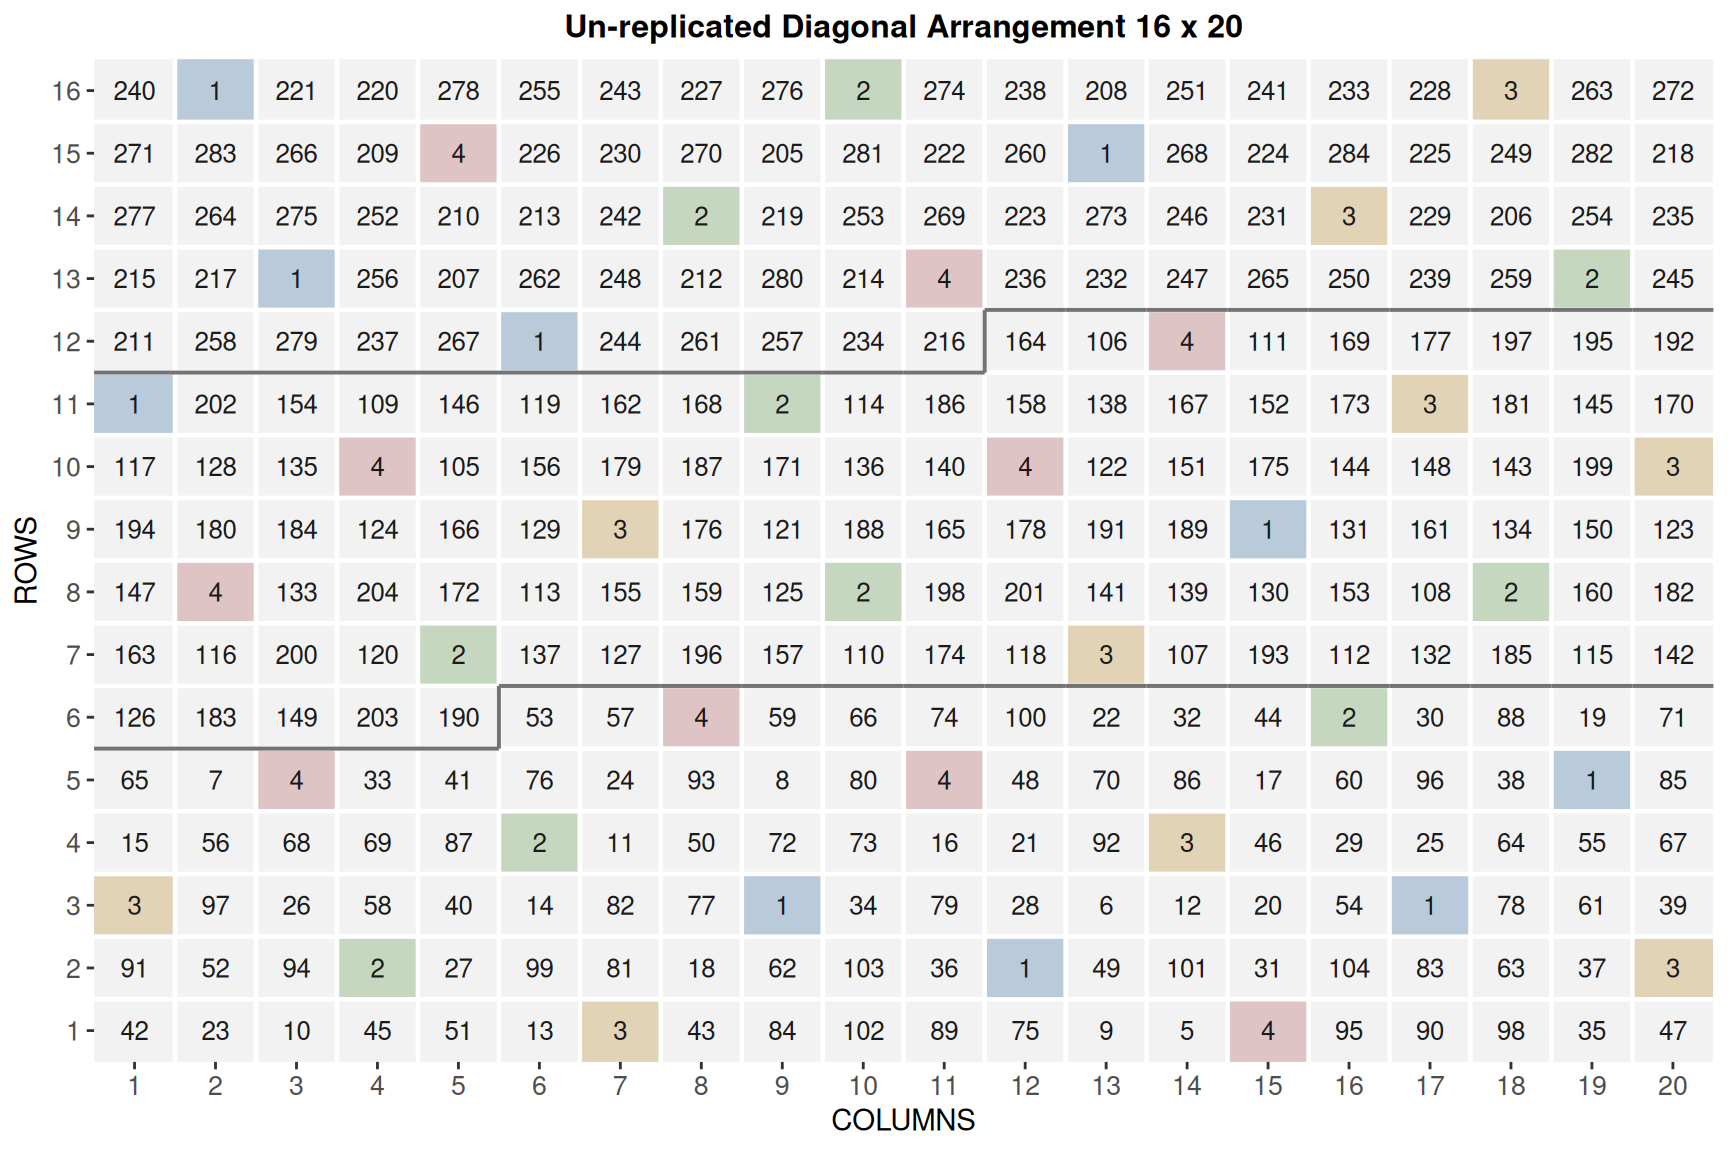 Un-replicated Diagonal Arrangement 16 x 20
16 240 1 221 220 278 255 243 227 276 2 274 238 208 251 241 233 228 3 263 272
15 271 283 266 209 4 226 230 270 205 281 222 260 1 268 224 284 225 249 282 218
14 277 264 275 252 210 213 242 2 219 253 269 223 273 246 231 3 229 206 254 235
13 215 217 1 256 207 262 248 212 280 214 4 236 232 247 265 250 239 259 2 245
12 211 258 279 237 267 1 244 261 257 234 216 164 106 4 111 169 177 197 195 192
11 1 202 154 109 146 119 162 168 2 114 186 158 138 167 152 173 3 181 145 170
10 117 128 135 4 105 156 179 187 171 136 140 4 122 151 175 144 148 143 199 3
9 194 180 184 124 166 129 3 176 121 188 165 178 191 189 1 131 161 134 150 123
8 147 4 133 204 172 113 155 159 125 2 198 201 141 139 130 153 108 2 160 182
7 163 116 200 120 2 137 127 196 157 110 174 118 3 107 193 112 132 185 115 142
6 126 183 149 203 190 53 57 4 59 66 74 100 22 32 44 2 30 88 19 71
5 65 7 4 33 41 76 24 93 8 80 4 48 70 86 17 60 96 38 1 85
4 15 56 68 69 87 2 11 50 72 73 16 21 92 3 46 29 25 64 55 67
3 3 97 26 58 40 14 82 77 1 34 79 28 6 12 20 54 1 78 61 39
2 91 52 94 2 27 99 81 18 62 103 36 1 49 101 31 104 83 63 37 3
1 42 23 10 45 51 13 3 43 84 102 89 75 9 5 4 95 90 98 35 47
1 2 3 4 5 6 7 8 9 10 11 12 13 14 15 16 17 18 19 20
COLUMNS
ROWS